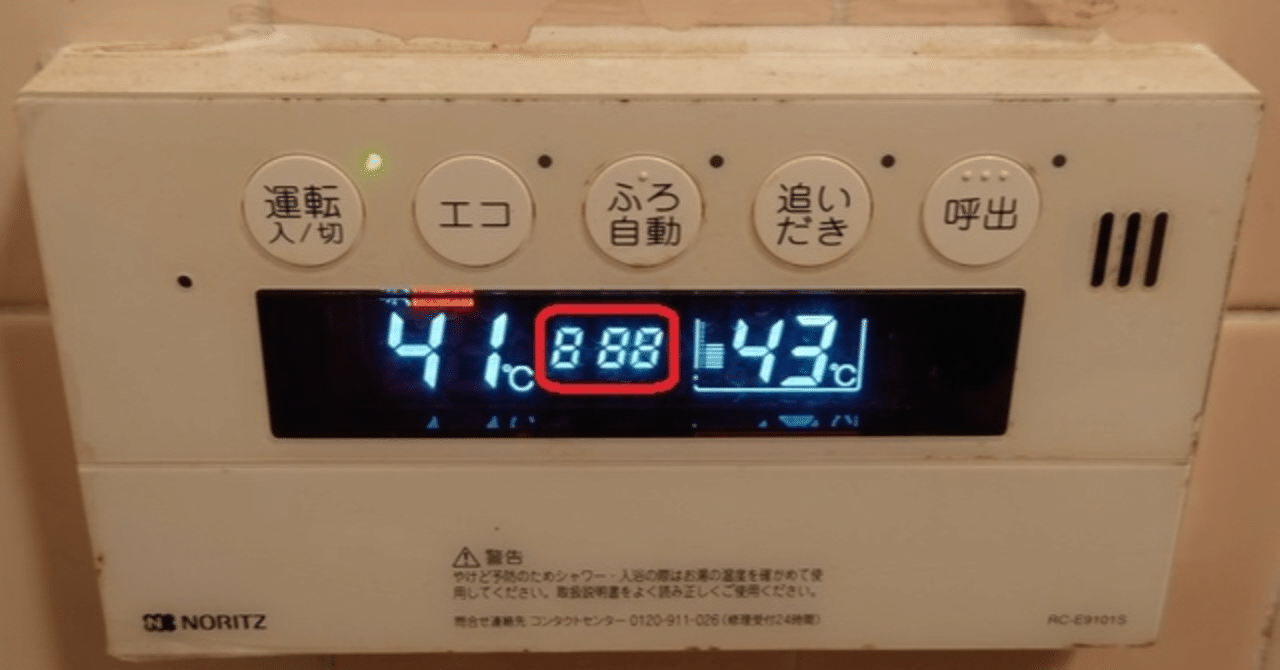 運転
入/切
エコ
ふろ
自動
追い
だき
呼出
41℃
8 88
43℃
警告
やけど予防のためシャワー・入浴の際はお湯の温度を確かめて使
用してください。取扱説明書をよく読み正しくご使用ください。
NORITZ
問合せ連絡先 コンタクトセンター 0120-911-026(修理受付24時間)
RC-E9101S